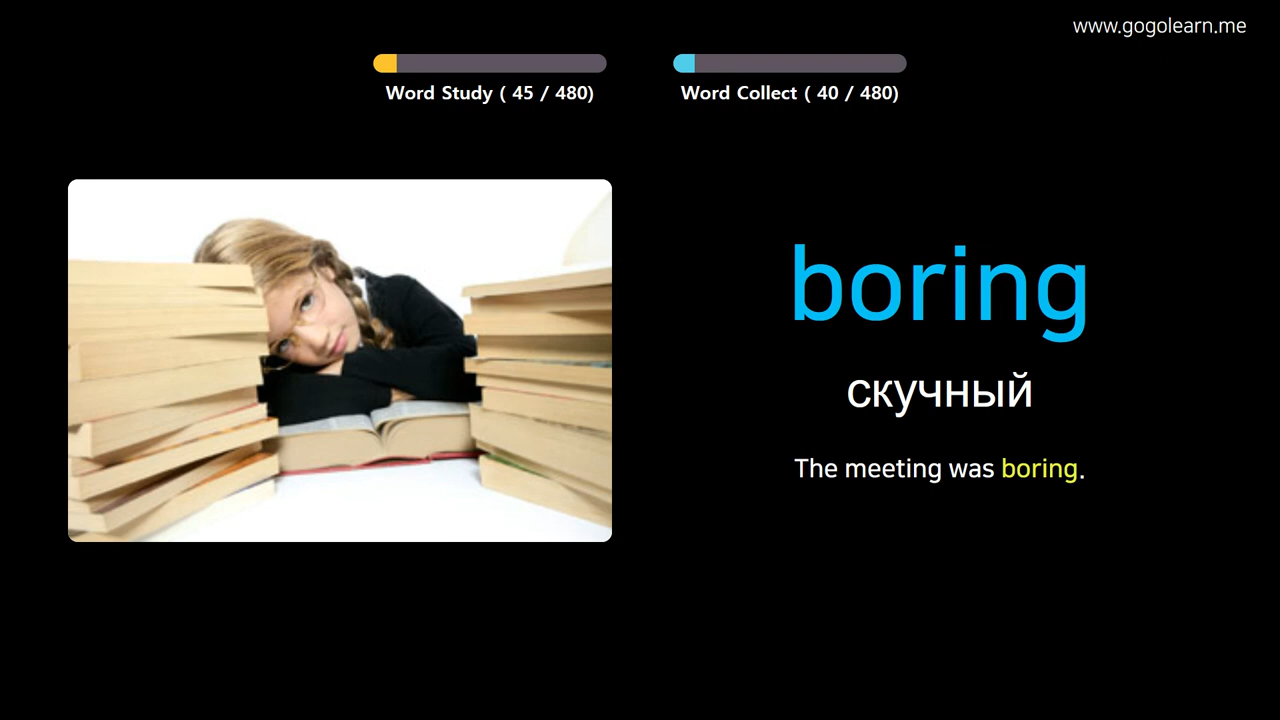 www.gogolearn.me
Word Study ( 45 / 480)
Word Collect ( 40 / 480)
boring
скучный
The meeting was boring.